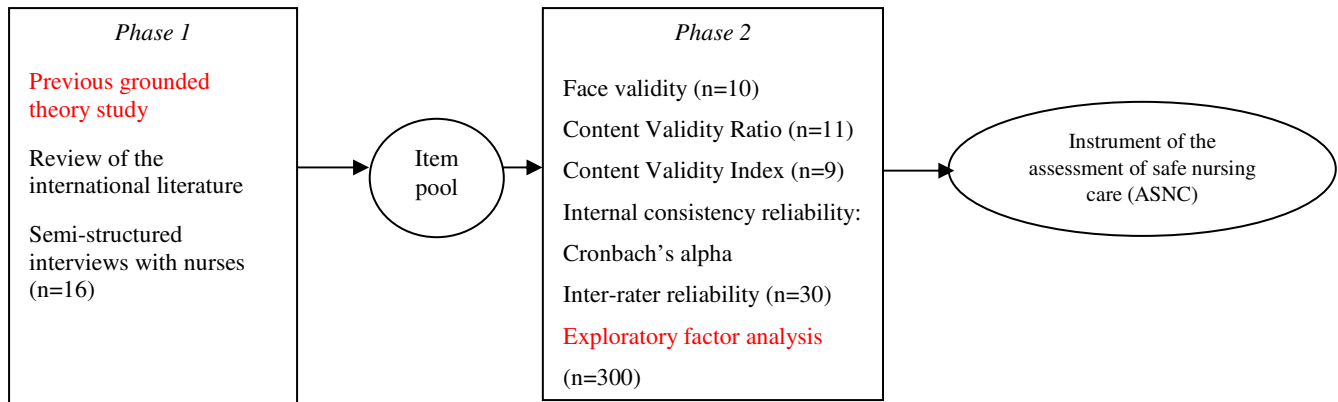 Phase 1
Previous grounded
theory study
Review of the
international literature
Semi-structured
interviews with nurses
(n=16)
Item
pool
Phase 2
Face validity (n=10)
Content Validity Ratio (n=11)
Content Validity Index (n=9)
Internal consistency reliability:
Cronbach’s alpha
Inter-rater reliability (n=30)
Exploratory factor analysis
(n=300)
Instrument of the
assessment of safe nursing
care (ASNC)